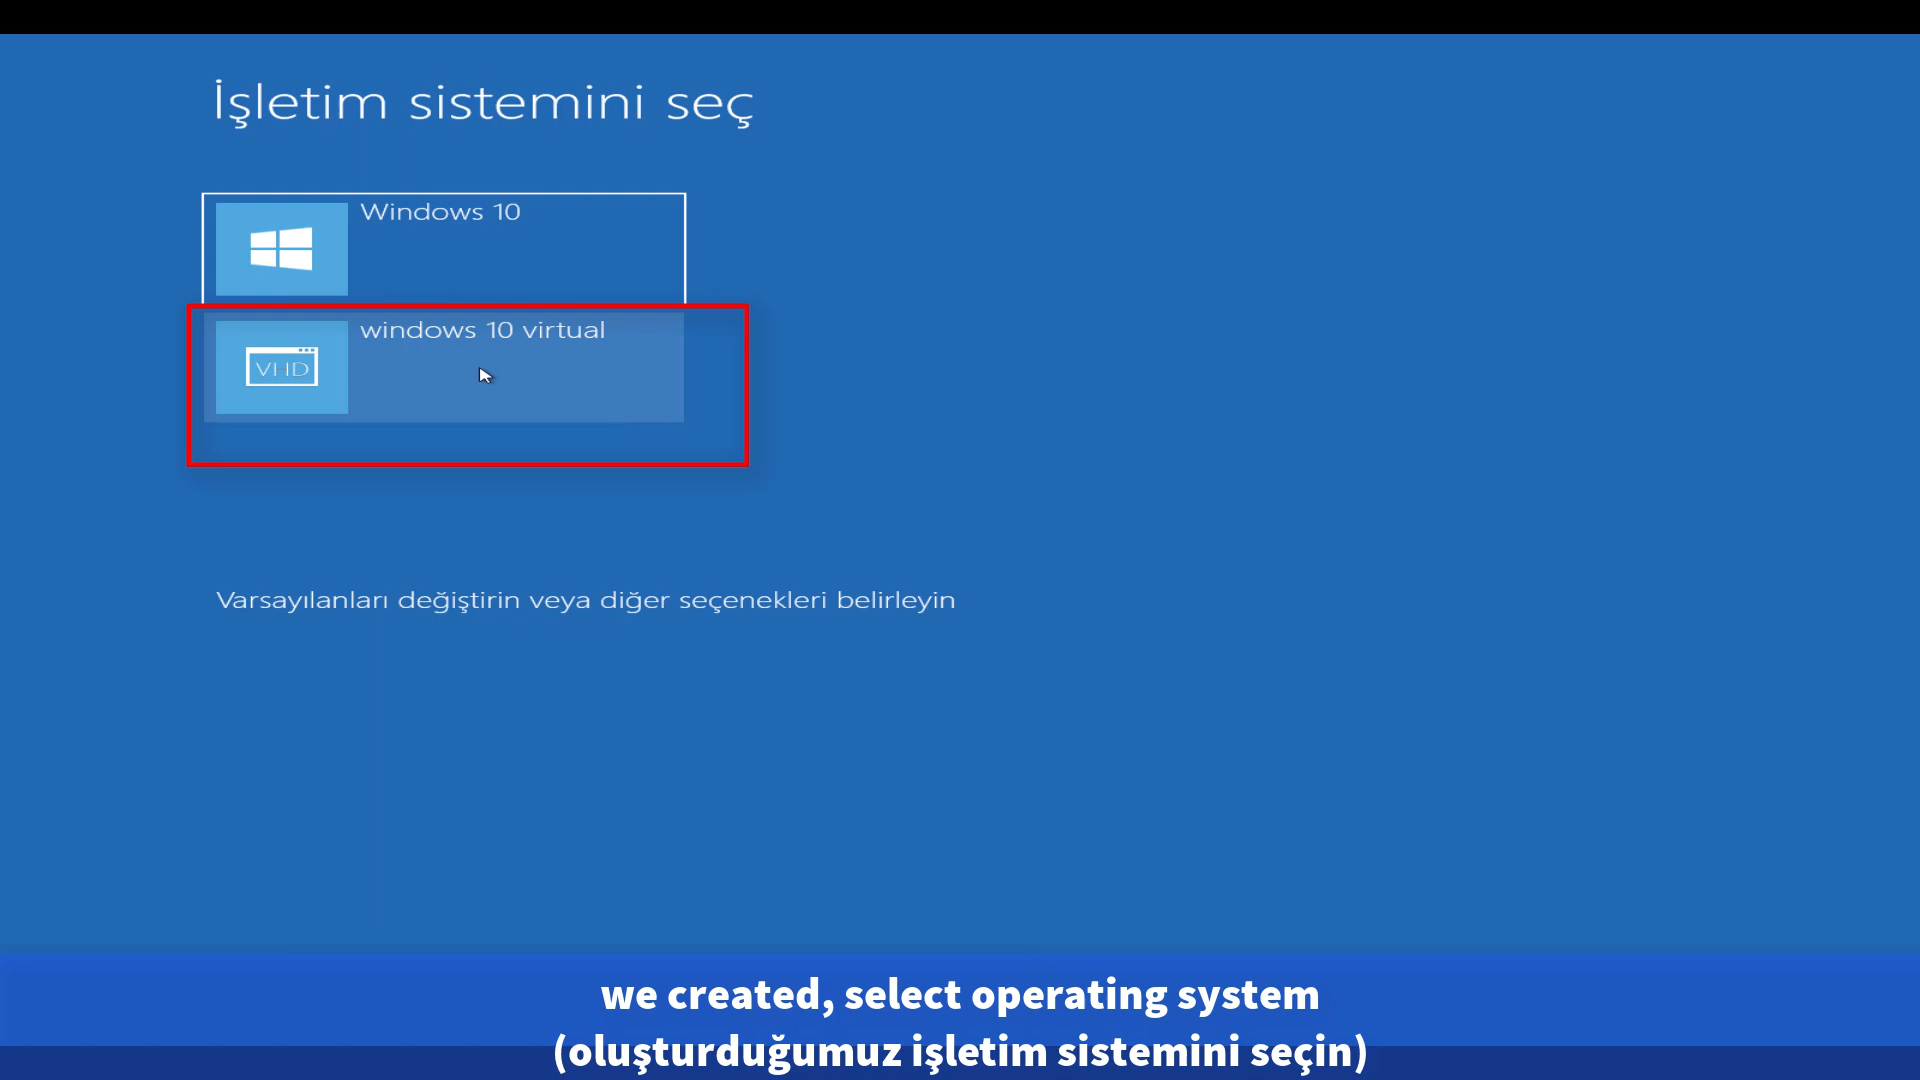 İşletim sistemini seç
Windows 10
windows 10 virtual
VHD
Varsayılanları değiştirin veya diğer seçenekleri belirleyin
we created, select operating system
(oluşturduğumuz işletim sistemini seçin)